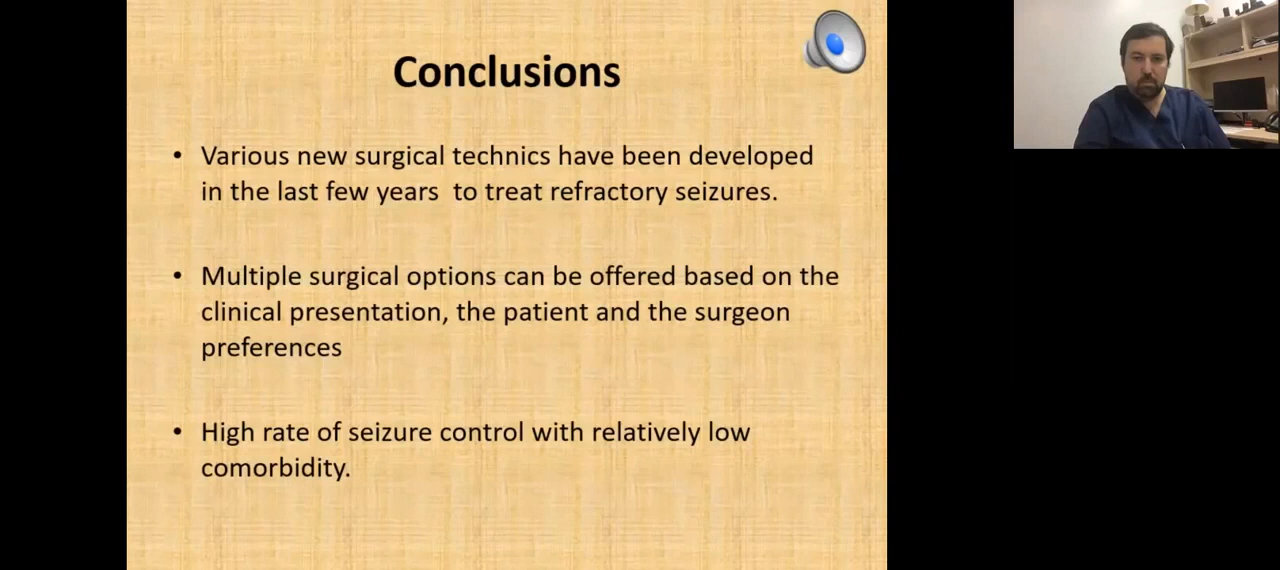 Conclusions
• Various new surgical technics have been developed
in the last few years  to treat refractory seizures.
• Multiple surgical options can be offered based on the
clinical presentation, the patient and the surgeon
preferences
• High rate of seizure control with relatively low
comorbidity.